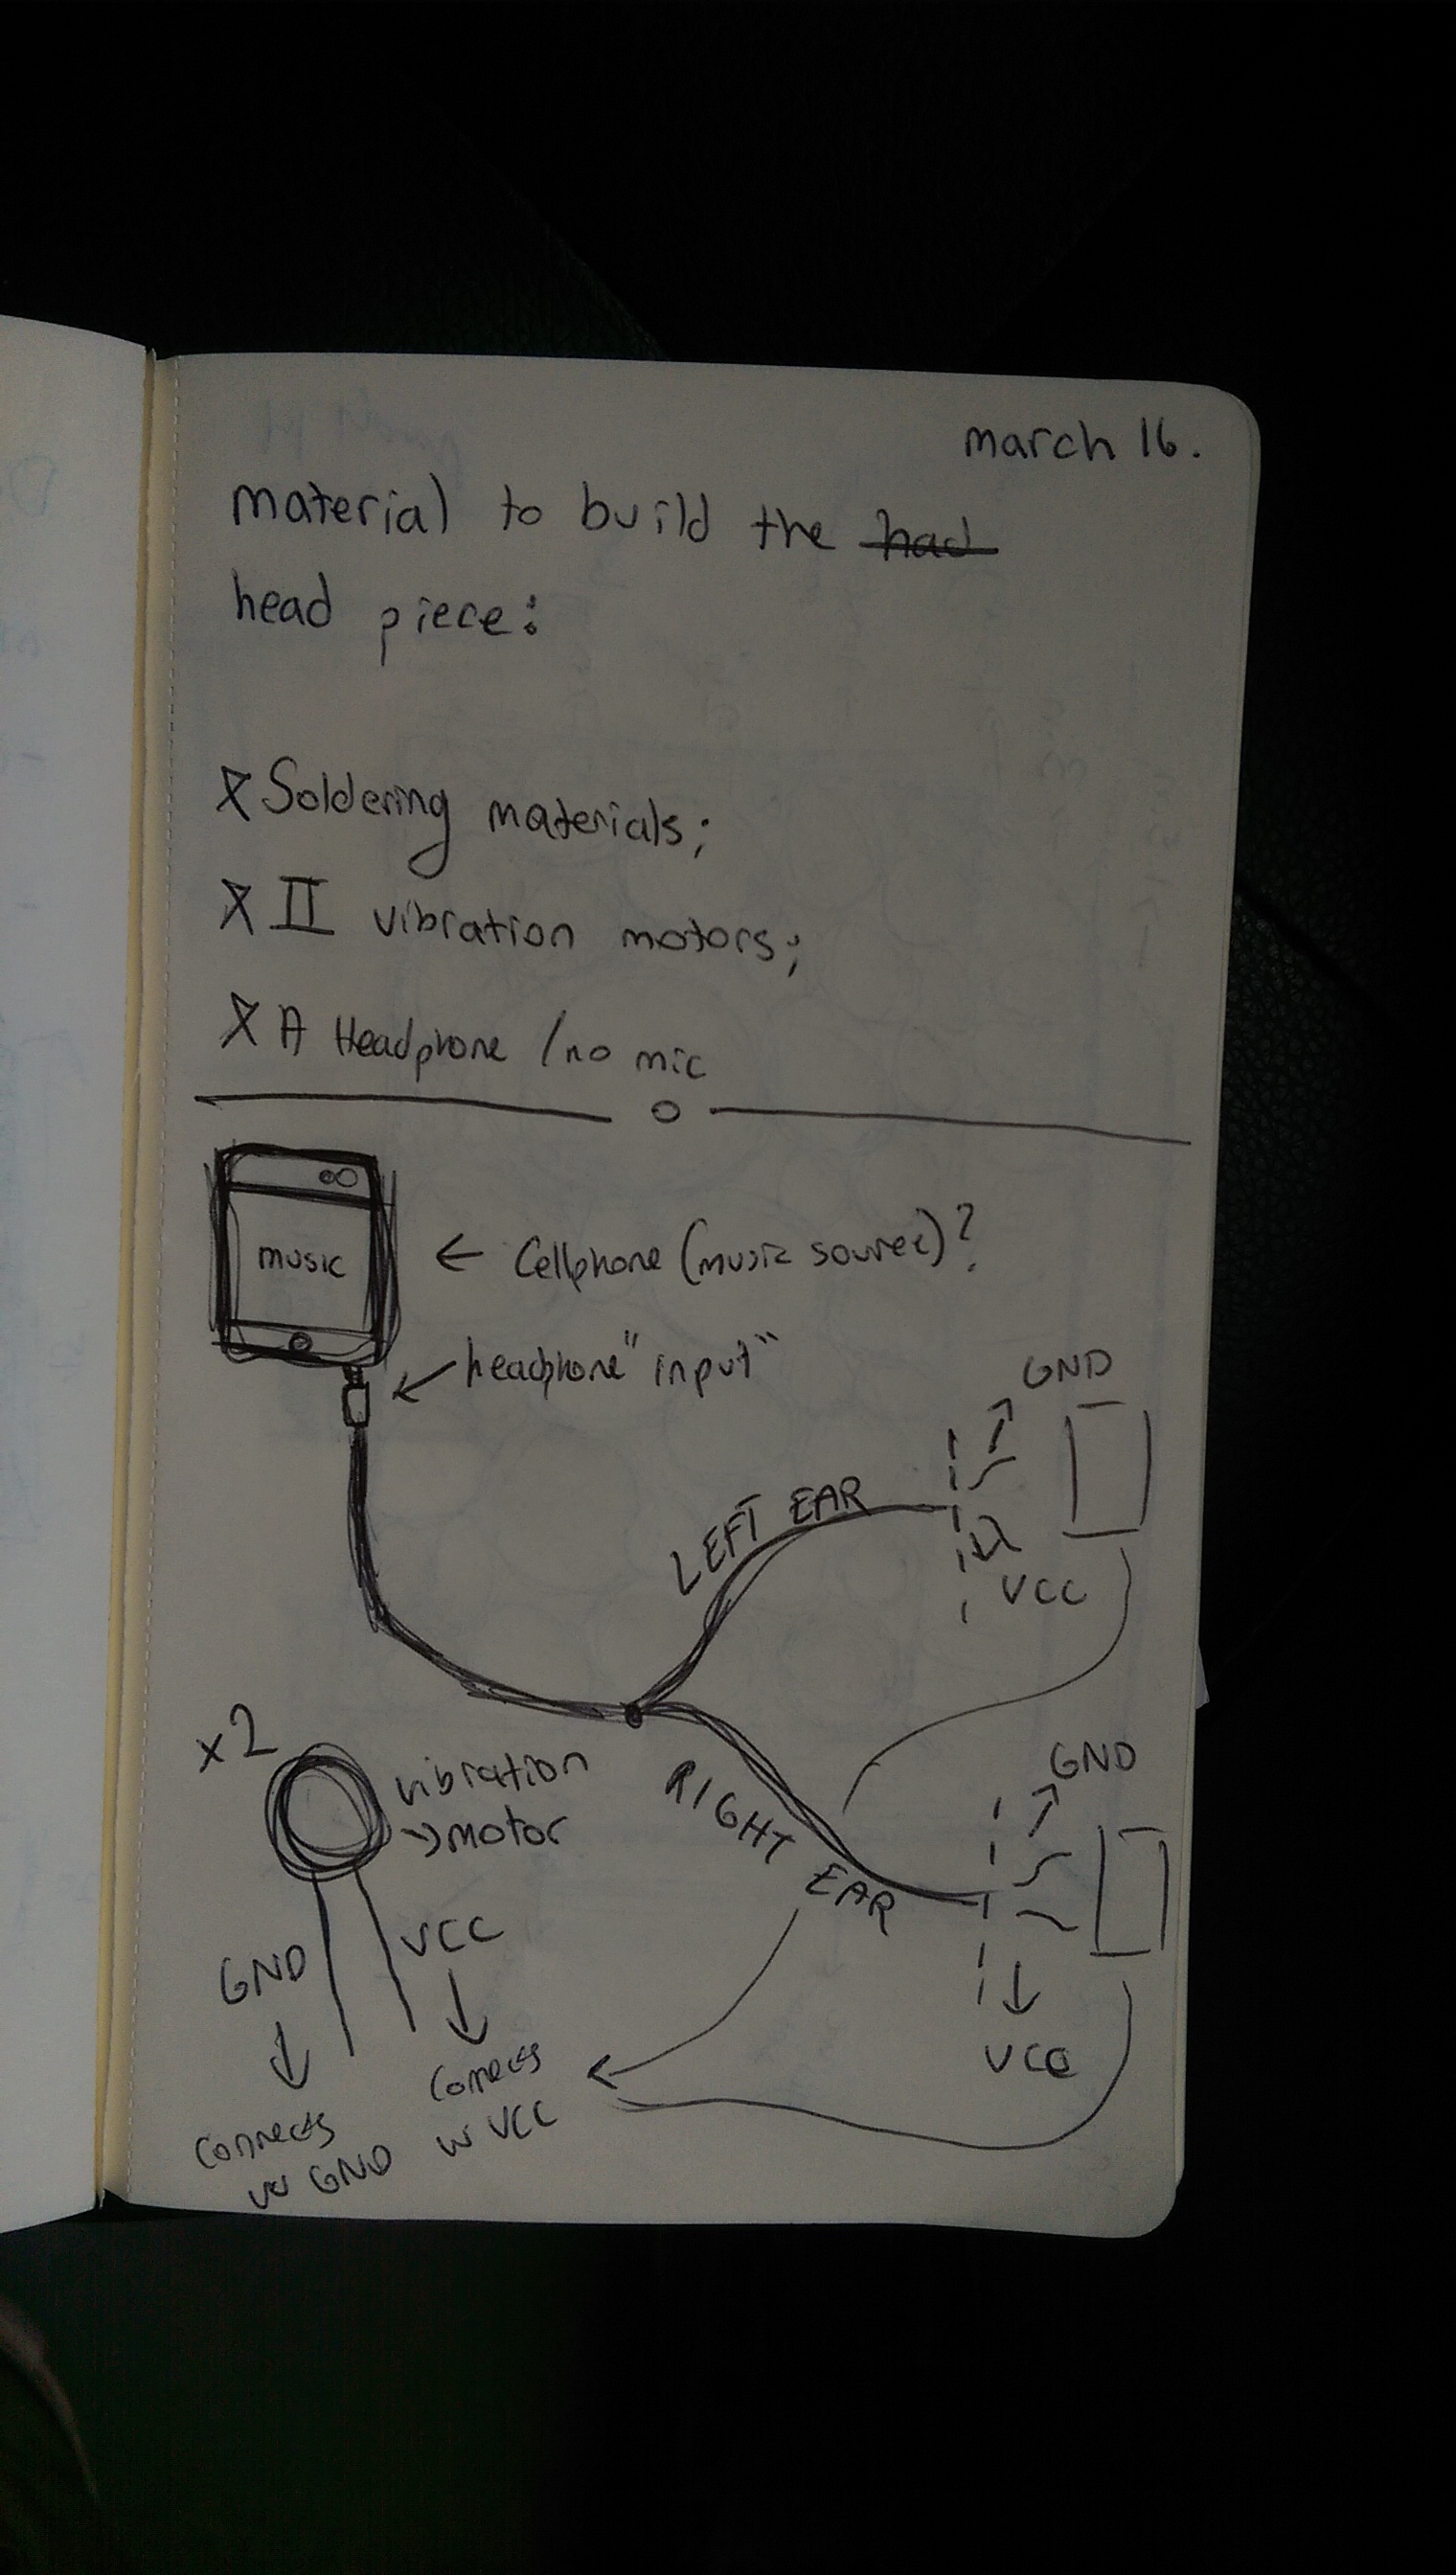 march 16.
material to build the had
head piece:
Soldering materials;
II vibration motors;
A Headphone /no mic
music
← Cellphone (music source)?
headphone "input"
GND
LEFT EAR
VCC
x2
vibration
→motor
RIGHT EAR
GND
VCC
GND
VCC
Connects
w VCC
Connects
w GND